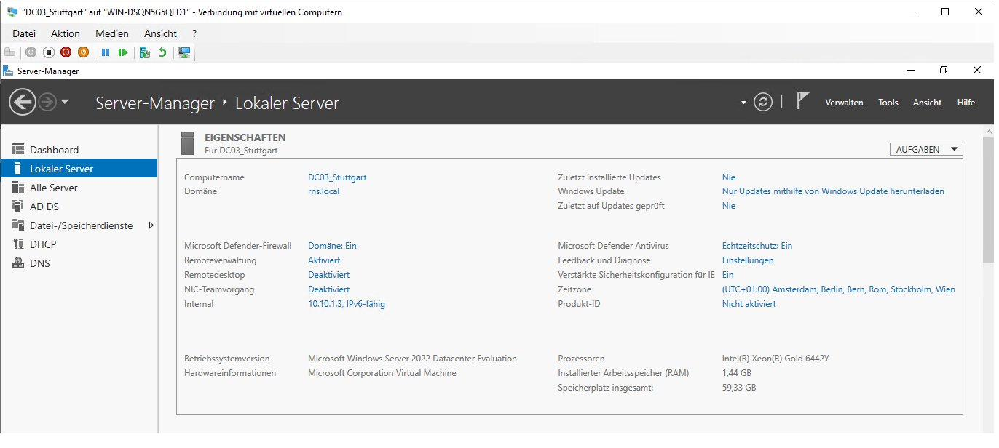 "DC03_Stuttgart" auf "WIN-DSQN5G5QED1" - Verbindung mit virtuellen Computern
Datei Aktion Medien Ansicht ?
Server-Manager
Server-Manager Lokaler Server
Verwalten Tools Ansicht Hilfe
Dashboard
Lokaler Server
Alle Server
AD DS
Datei-/Speicherdienste
DHCP
DNS
EIGENSCHAFTEN
Für DC03_Stuttgart
AUFGABEN
Computername DC03_Stuttgart
Domäne rns.local
Zuletzt installierte Updates Nie
Windows Update Nur Updates mithilfe von Windows Update herunterladen
Zuletzt auf Updates geprüft Nie
Microsoft Defender-Firewall Domäne: Ein
Remoteverwaltung Aktiviert
Remotedesktop Deaktiviert
NIC-Teamvorgang Deaktiviert
Internal 10.10.1.3, IPv6-fähig
Microsoft Defender Antivirus Echtzeitschutz: Ein
Feedback und Diagnose Einstellungen
Verstärkte Sicherheitskonfiguration für IE Ein
Zeitzone (UTC+01:00) Amsterdam, Berlin, Bern, Rom, Stockholm, Wien
Produkt-ID Nicht aktiviert
Betriebssystemversion Microsoft Windows Server 2022 Datacenter Evaluation
Hardwareinformationen Microsoft Corporation Virtual Machine
Prozessoren Intel(R) Xeon(R) Gold 6442Y
Installierter Arbeitsspeicher (RAM) 1,44 GB
Speicherplatz insgesamt: 59,33 GB